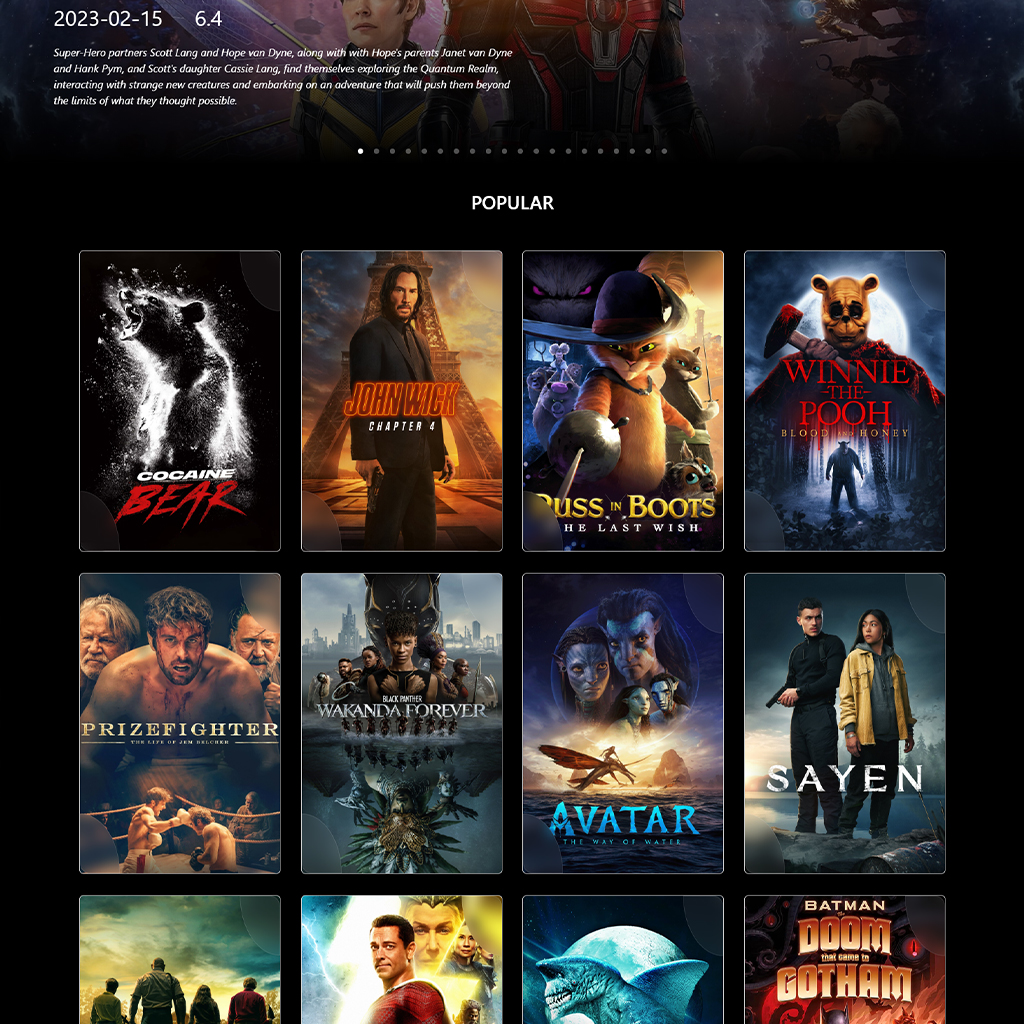 2023-02-15 6.4
Super-Hero partners Scott Lang and Hope van Dyne, along with with Hope's parents Janet van Dyne
and Hank Pym, and Scott's daughter Cassie Lang, find themselves exploring the Quantum Realm,
interacting with strange new creatures and embarking on an adventure that will push them beyond
the limits of what they thought possible.
POPULAR
COCAINE
BEAR
JOHN WICK
CHAPTER 4
PUSS IN BOOTS
THE LAST WISH
WINNIE
-THE-
POOH
BLOOD AND HONEY
PRIZEFIGHTER
THE LIFE OF JEM BELCHER
BLACK PANTHER
WAKANDA FOREVER
AVATAR
THE WAY OF WATER
SAYEN
BATMAN
the
DOOM
that came to
GOTHAM